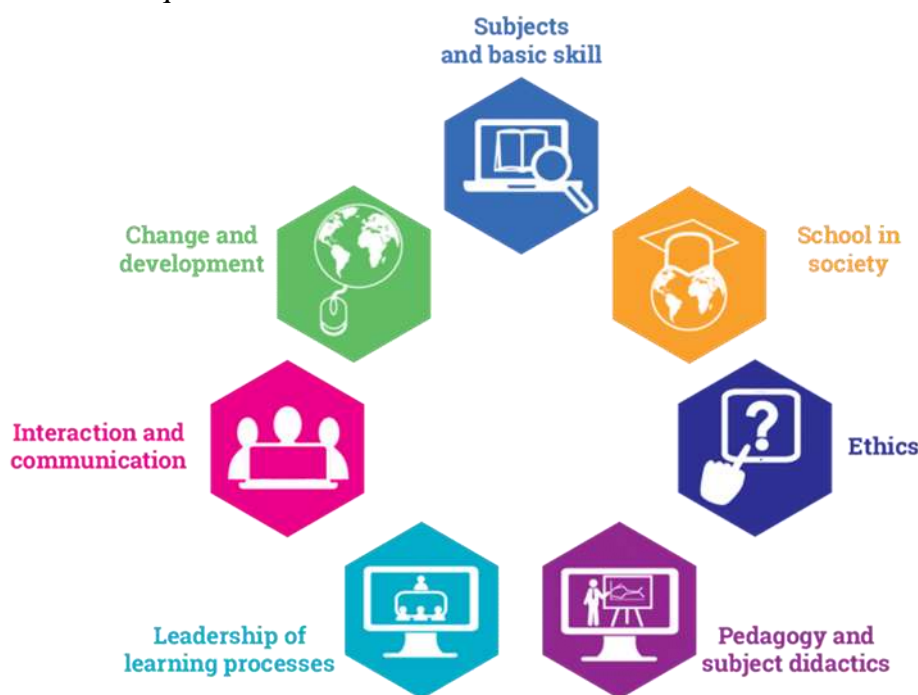 Subjects
and basic skill
Change and
development
School in
society
Interaction and
communication
Ethics
Leadership of
learning processes
Pedagogy and
subject didactics